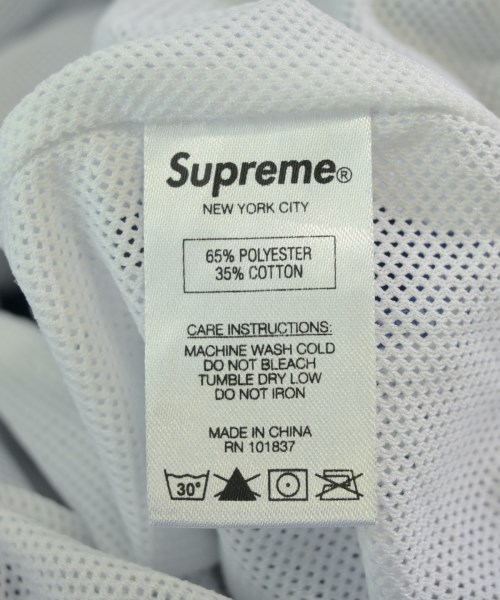 Supreme®
NEW YORK CITY
65% POLYESTER
35% COTTON
CARE INSTRUCTIONS:
MACHINE WASH COLD
DO NOT BLEACH
TUMBLE DRY LOW
DO NOT IRON
MADE IN CHINA
RN 101837
30°